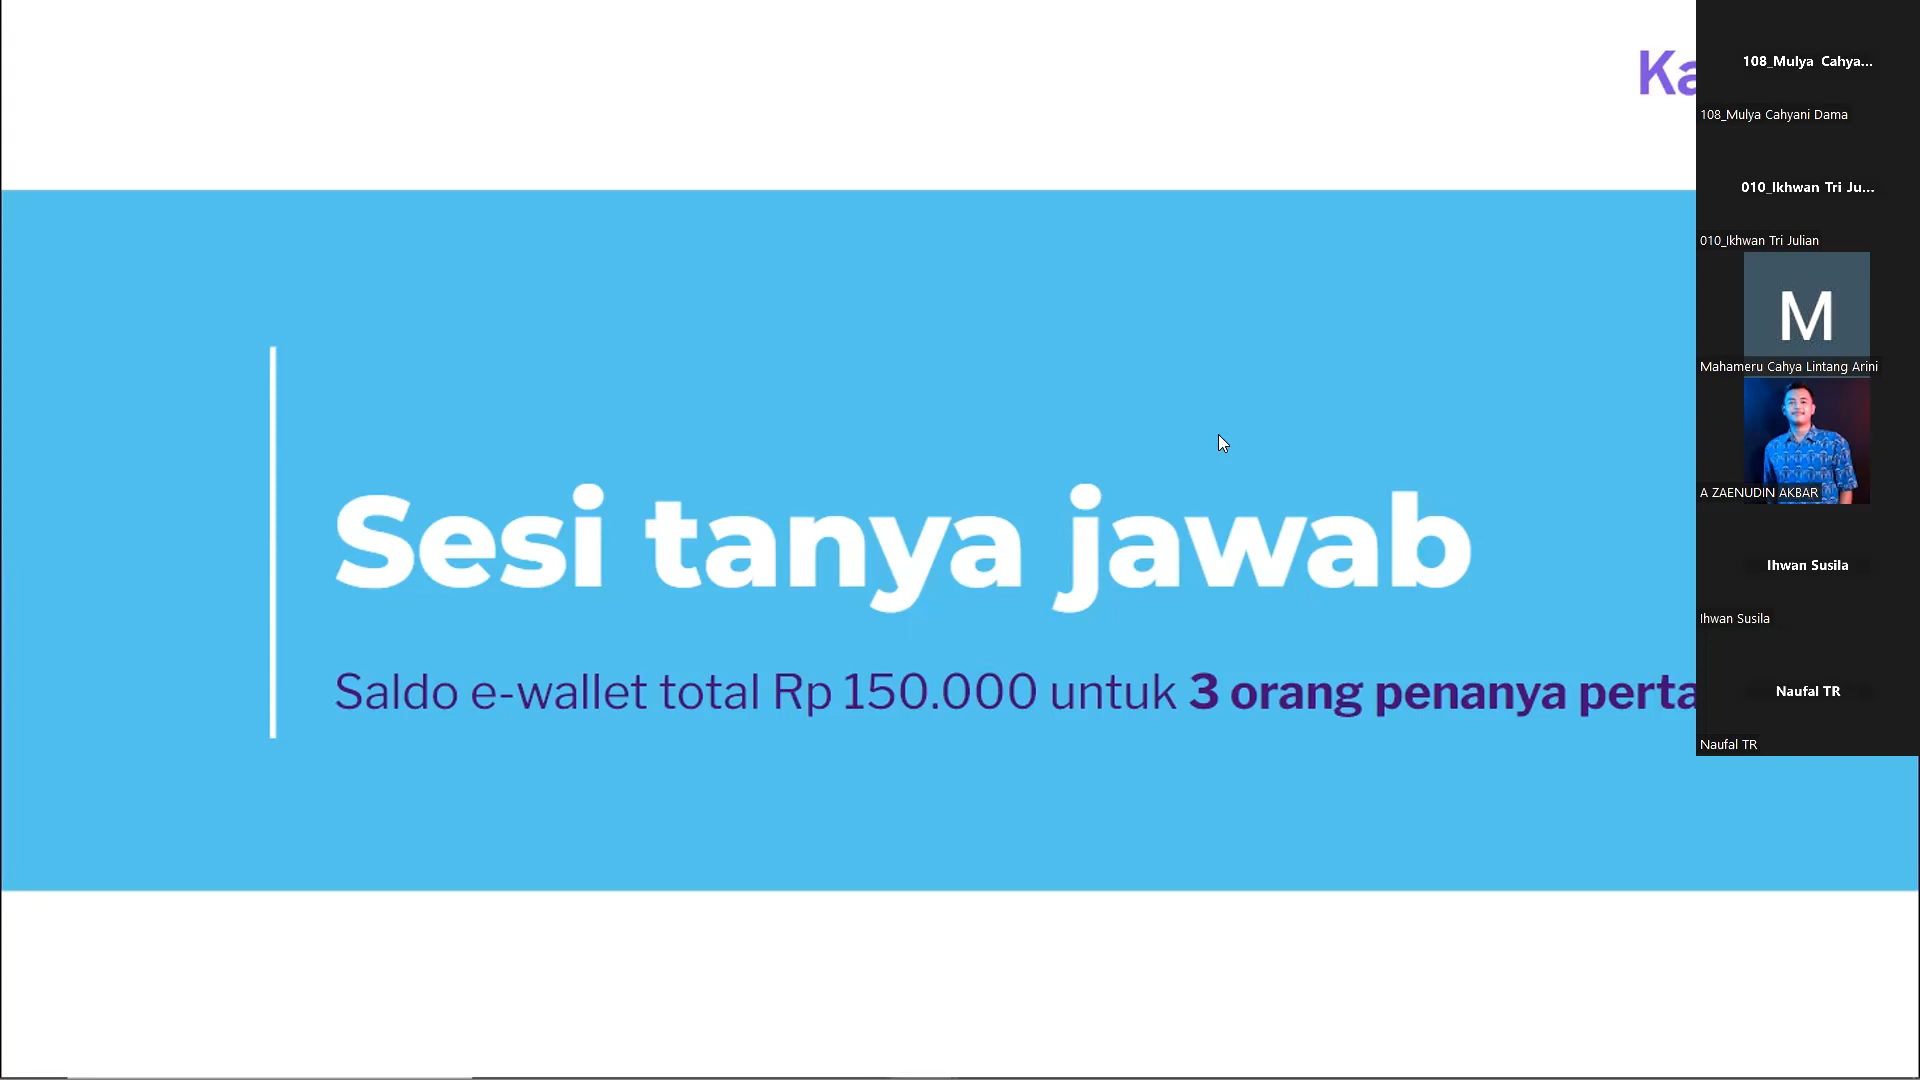 Sesi tanya jawab
Saldo e-wallet total Rp 150.000 untuk 3 orang penanya perta
Ka
108_Mulya Cahya...
108_Mulya Cahyani Dama
010_Ikhwan Tri Ju...
010_Ikhwan Tri Julian
M
Mahameru Cahya Lintang Arini
A ZAENUDIN AKBAR
Ihwan Susila
Ihwan Susila
Naufal TR
Naufal TR